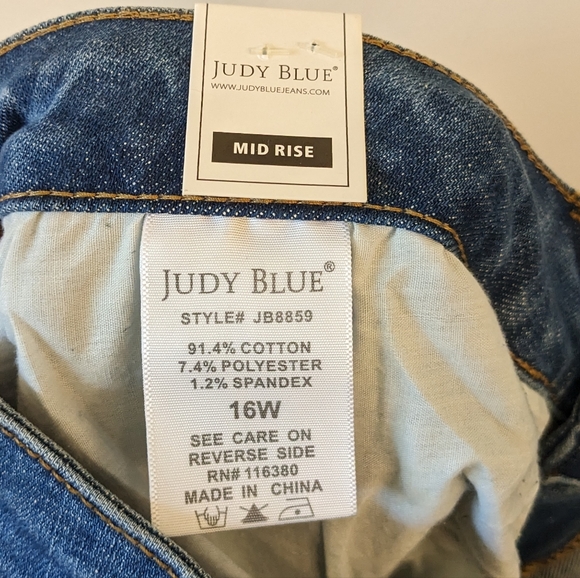 JUDY BLUE®
WWW.JUDYBLUEJEANS.COM
MID RISE
JUDY BLUE®
STYLE# JB8859
91.4% COTTON
7.4% POLYESTER
1.2% SPANDEX
16W
SEE CARE ON
REVERSE SIDE
RN# 116380
MADE IN CHINA